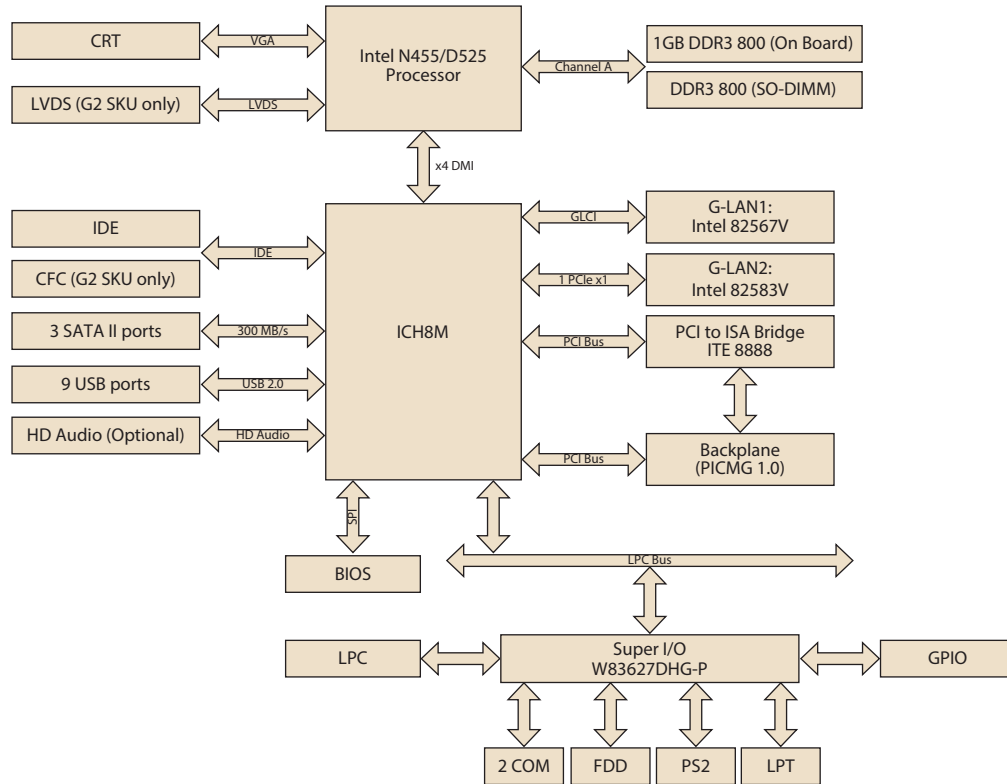 CRT
VGA
Intel N455/D525
Processor
Channel A
1GB DDR3 800 (On Board)
DDR3 800 (SO-DIMM)
LVDS (G2 SKU only)
LVDS
x4 DMI
IDE
CFC (G2 SKU only)
IDE
3 SATA II ports
300 MB/s
9 USB ports
USB 2.0
HD Audio (Optional)
HD Audio
ICH8M
GLCI
G-LAN1:
Intel 82567V
1 PCIe x1
G-LAN2:
Intel 82583V
PCI Bus
PCI to ISA Bridge
ITE 8888
PCI Bus
Backplane
(PICMG 1.0)
SPI
BIOS
LPC Bus
LPC
Super I/O
W83627DHG-P
GPIO
2 COM
FDD
PS2
LPT